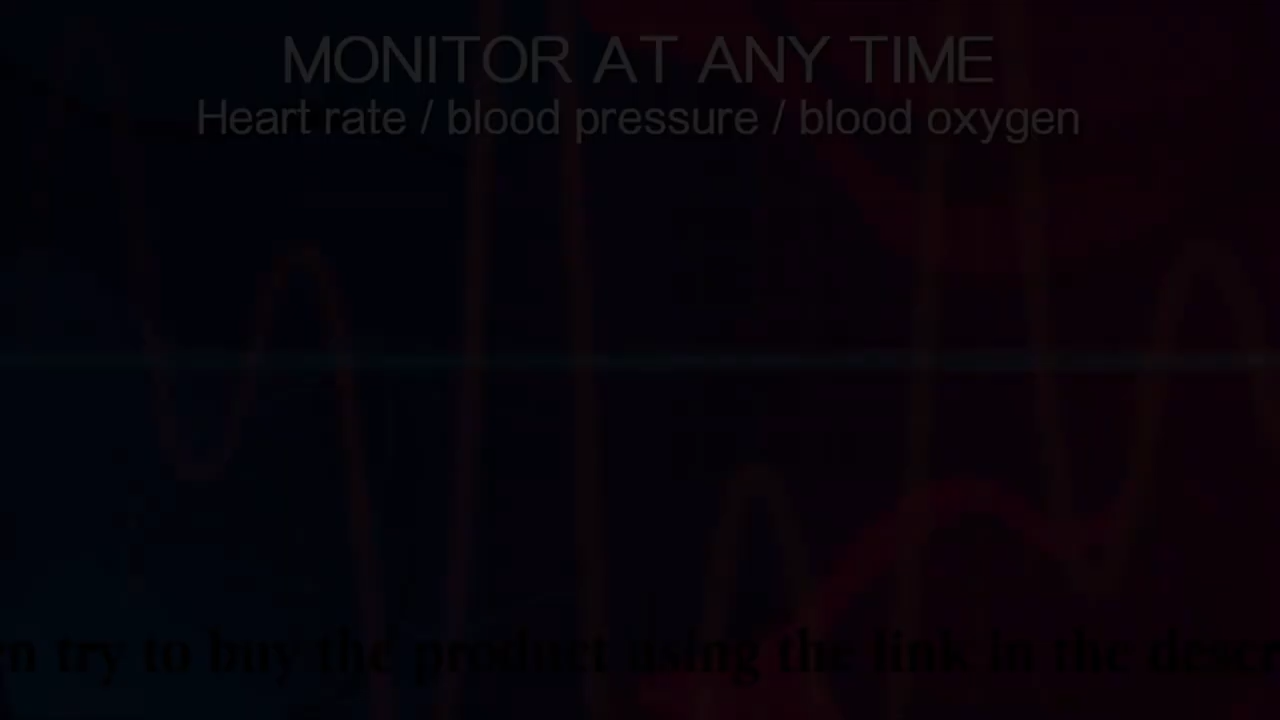 MONITOR AT ANY TIME
Heart rate / blood pressure / blood oxygen
try to buy the product using the link in the